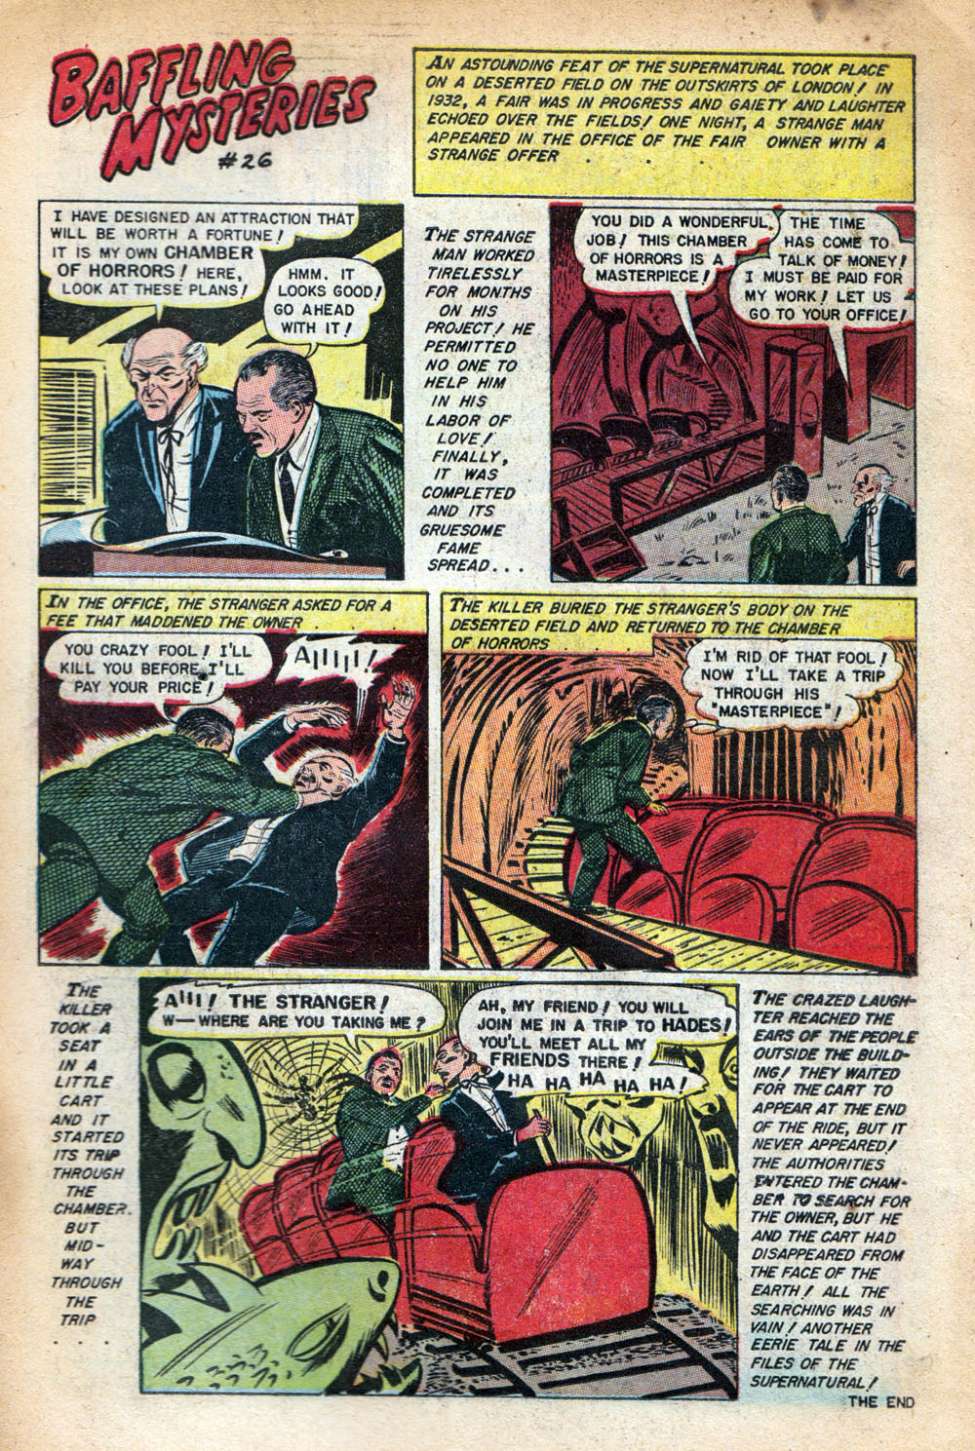 BAFFLING
MYSTERIES
#26
AN ASTOUNDING FEAT OF THE SUPERNATURAL TOOK PLACE
ON A DESERTED FIELD ON THE OUTSKIRTS OF LONDON! IN
1932, A FAIR WAS IN PROGRESS AND GAIETY AND LAUGHTER
ECHOED OVER THE FIELDS! ONE NIGHT, A STRANGE MAN
APPEARED IN THE OFFICE OF THE FAIR OWNER WITH A
STRANGE OFFER . . .
I HAVE DESIGNED AN ATTRACTION THAT
WILL BE WORTH A FORTUNE!
IT IS MY OWN CHAMBER
OF HORRORS! HERE,
LOOK AT THESE PLANS!
HMM. IT
LOOKS GOOD!
GO AHEAD
WITH IT!
THE STRANGE
MAN WORKED
TIRELESSLY
FOR MONTHS
ON HIS
PROJECT! HE
PERMITTED
NO ONE TO
HELP HIM
IN HIS
LABOR OF
LOVE!
FINALLY,
IT WAS
COMPLETED
AND ITS
GRUESOME
FAME
SPREAD . . .
YOU DID A WONDERFUL
JOB! THIS CHAMBER
OF HORRORS IS A
MASTERPIECE!
THE TIME
HAS COME TO
TALK OF MONEY!
I MUST BE PAID FOR
MY WORK! LET US
GO TO YOUR OFFICE!
IN THE OFFICE, THE STRANGER ASKED FOR A
FEE THAT MADDENED THE OWNER . . . .
YOU CRAZY FOOL! I'LL
KILL YOU BEFORE I'LL
PAY YOUR PRICE!
AIIIII!
THE KILLER BURIED THE STRANGER'S BODY ON THE
DESERTED FIELD AND RETURNED TO THE CHAMBER
OF HORRORS . . . . .
I'M RID OF THAT FOOL!
NOW I'LL TAKE A TRIP
THROUGH HIS
"MASTERPIECE"!
THE
KILLER
TOOK A
SEAT
IN A
LITTLE
CART
AND IT
STARTED
ITS TRIP
THROUGH
THE
CHAMBER.
BUT
MID-
WAY
THROUGH
THE
TRIP
. . . .
AIII! THE STRANGER!
W-WHERE ARE YOU TAKING ME?
AH, MY FRIEND! YOU WILL
JOIN ME IN A TRIP TO HADES!
YOU'LL MEET ALL MY
FRIENDS THERE!
HA HA HA HA HA!
THE CRAZED LAUGH-
TER REACHED THE
EARS OF THE PEOPLE
OUTSIDE THE BUILD-
ING! THEY WAITED
FOR THE CART TO
APPEAR AT THE END
OF THE RIDE, BUT IT
NEVER APPEARED!
THE AUTHORITIES
ENTERED THE CHAM-
BER TO SEARCH FOR
THE OWNER, BUT HE
AND THE CART HAD
DISAPPEARED FROM
THE FACE OF THE
EARTH! ALL THE
SEARCHING WAS IN
VAIN! ANOTHER
EERIE TALE IN THE
FILES OF THE
SUPERNATURAL!
THE END